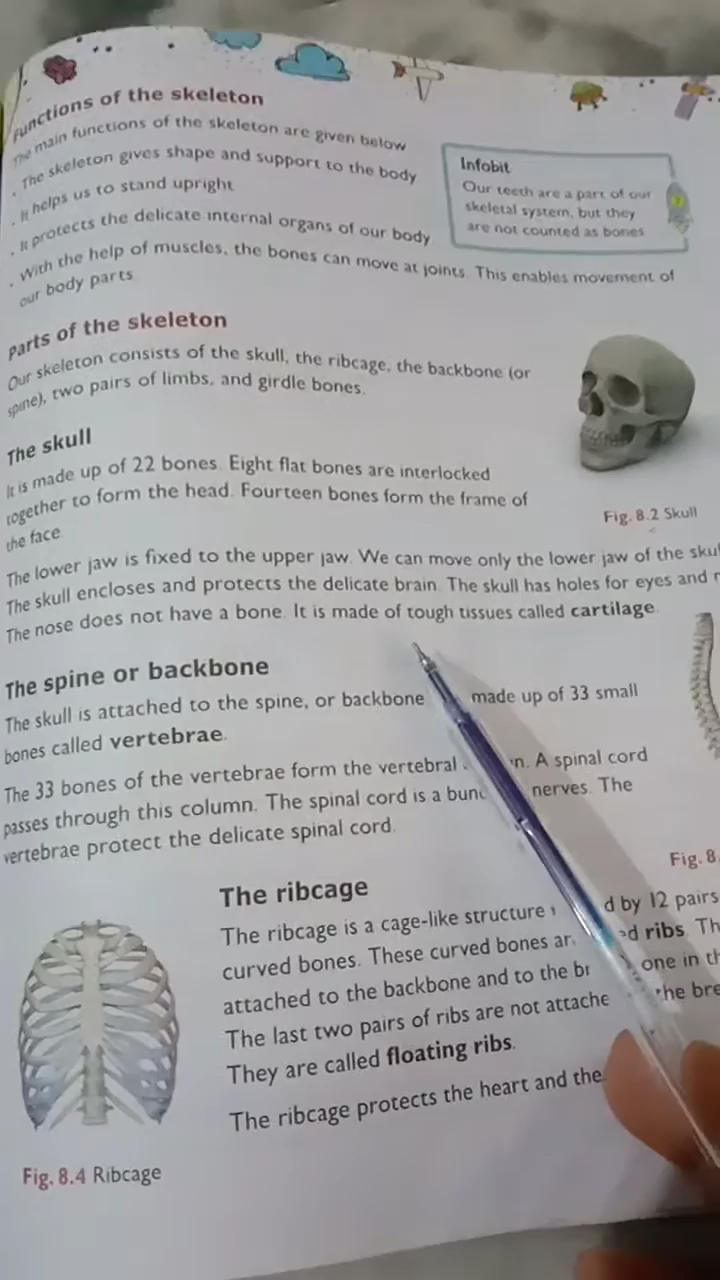 Functions of the skeleton
The main functions of the skeleton are given below
. The skeleton gives shape and support to the body
. It helps us to stand upright
. It protects the delicate internal organs of our body
. With the help of muscles, the bones can move at joints. This enables movement of
our body parts
Infobit
Our teeth are a part of our
skeletal system, but they
are not counted as bones
Parts of the skeleton
Our skeleton consists of the skull, the ribcage, the backbone (or
spine), two pairs of limbs, and girdle bones.
The skull
It is made up of 22 bones. Eight flat bones are interlocked
together to form the head. Fourteen bones form the frame of
the face
Fig. 8.2 Skull
The lower jaw is fixed to the upper jaw. We can move only the lower jaw of the
The skull encloses and protects the delicate brain. The skull has holes for eyes and
The nose does not have a bone. It is made of tough tissues called cartilage.
The spine or backbone
The skull is attached to the spine, or backbone made up of 33 small
bones called vertebrae.
The 33 bones of the vertebrae form the vertebral A spinal cord
passes through this column. The spinal cord is a nerves. The
vertebrae protect the delicate spinal cord.
Fig. 8.
The ribcage
The ribcage is a cage-like structure by 12 pairs
curved bones. These curved bones ribs.
attached to the backbone and to the one in
The last two pairs of ribs are not the
They are called floating ribs.
The ribcage protects the heart and the
Fig. 8.4 Ribcage